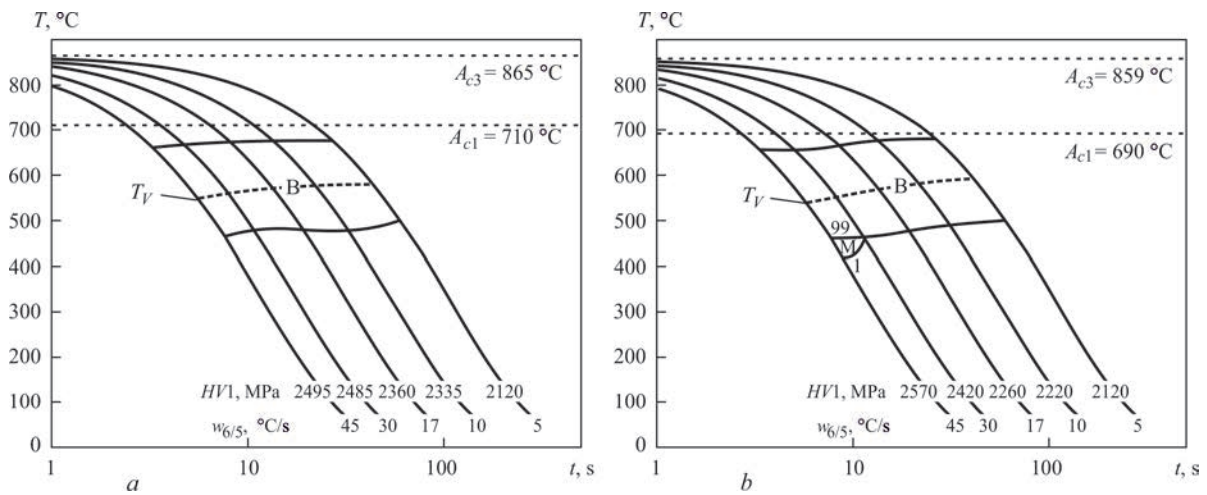 T, °C
800
700
600
500
400
300
200
100
0
A_c3 = 865 °C
A_c1 = 710 °C
T_V
B
HV1, MPa 2495 2485 2360 2335 2120
w_6/5, °C/s 45 30 17 10 5
1 10 100 t, s
a
T, °C
800
700
600
500
400
300
200
100
0
A_c3 = 859 °C
A_c1 = 690 °C
T_V
B
99
M
1
HV1, MPa 2570 2420 2260 2220 2120
w_6/5, °C/s 45 30 17 10 5
1 10 100 t, s
b